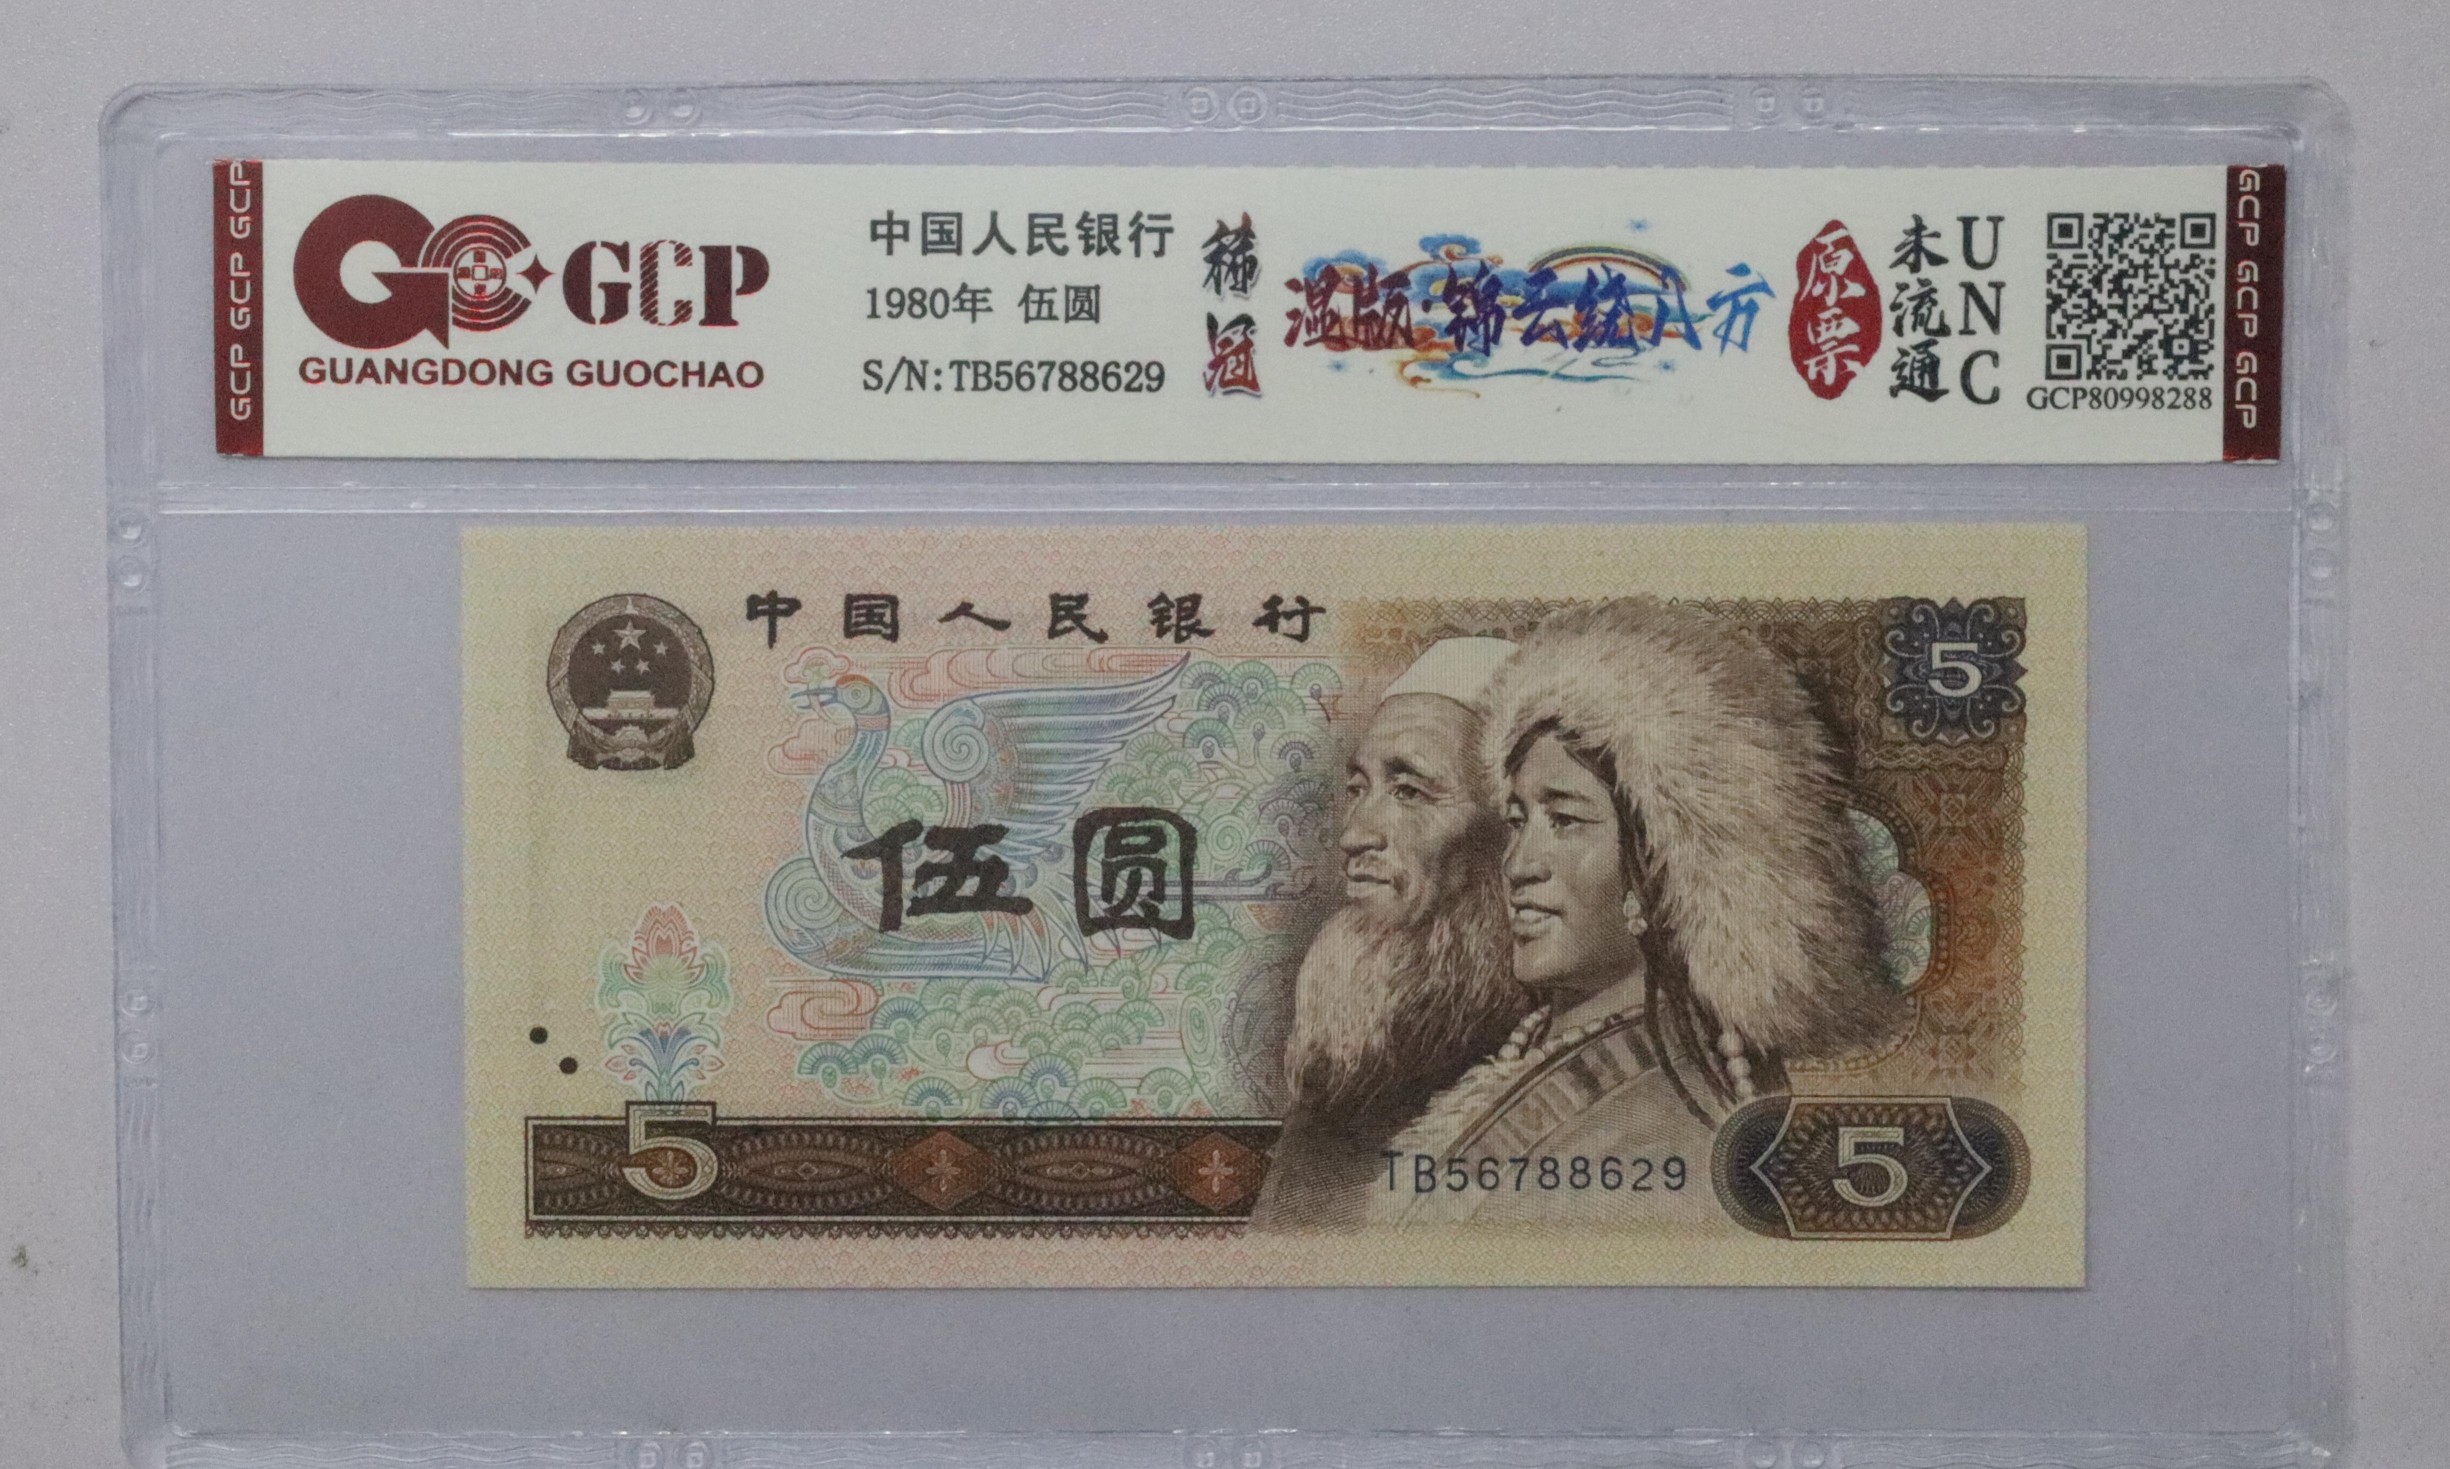 GCP GCP GCP
GCP
GUANGDONG GUOCHAO
中国人民银行
1980年 伍圆
S/N:TB56788629
稀冠
温版·锦云绕八方
原票
未流通
UNC
GCP80998288
GCP GCP GCP
中国人民银行
5
伍圆
5
TB56788629
5